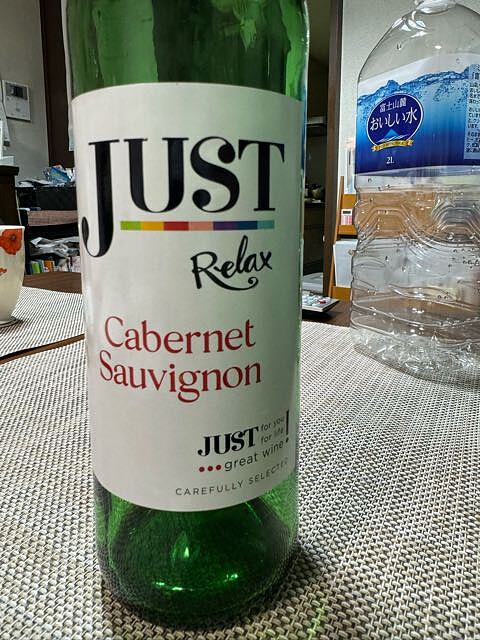 JUST
Relax
Cabernet
Sauvignon
JUST for you
for life!
great wine
CAREFULLY SELECTED
富士山麓
おいしい水
2L